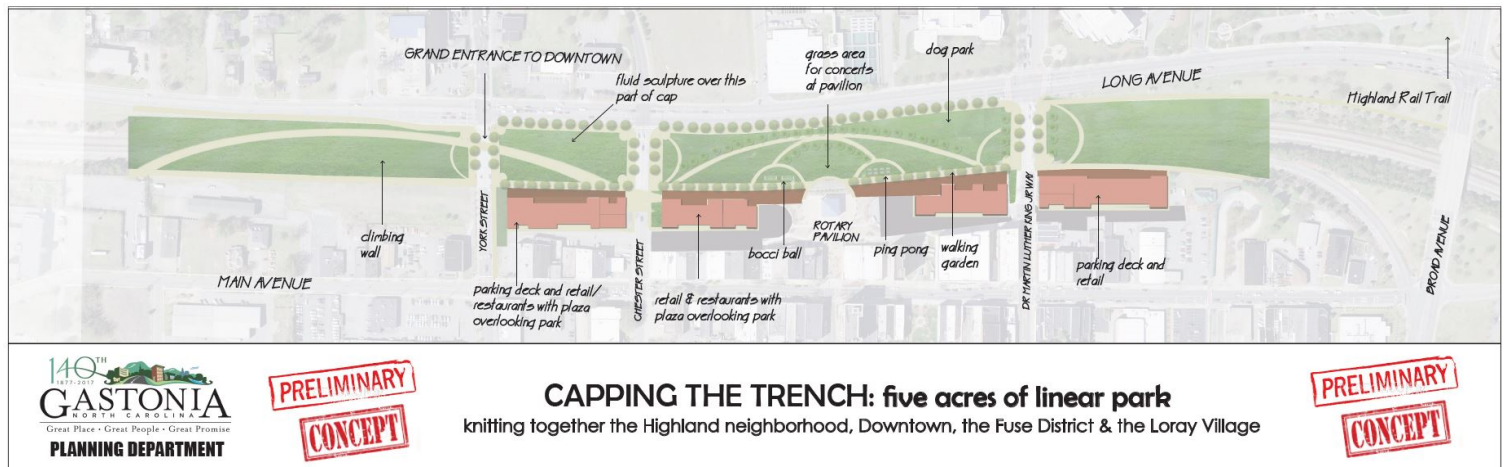 GRAND ENTRANCE TO DOWNTOWN
fluid sculpture over this
part of cap
grass area
for concerts
at pavilion
dog park
LONG AVENUE
Highland Rail Trail
climbing
wall
YORK STREET
MAIN AVENUE
parking deck and retail/
restaurants with plaza
overlooking park
CHESTER STREET
retail & restaurants with
plaza overlooking park
bocci ball
ROTARY
PAVILION
ping pong
walking
garden
DR MARTIN LUTHER KING JR WAY
parking deck and
retail
BROAD AVENUE
140TH
1877-2017
GASTONIA
NORTH CAROLINA
Great Place • Great People • Great Promise
PLANNING DEPARTMENT
PRELIMINARY
CONCEPT
CAPPING THE TRENCH: five acres of linear park
knitting together the Highland neighborhood, Downtown, the Fuse District & the Loray Village
PRELIMINARY
CONCEPT